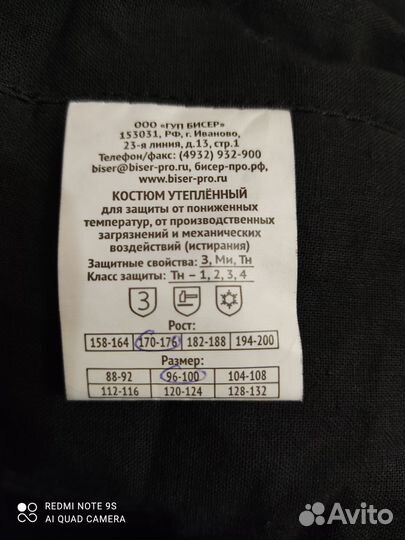 ООО «ГУП БИСЕР»
153031, РФ, г. Иваново,
23-я линия, д.13, стр.1
Телефон/факс: (4932) 932-900
biser@biser-pro.ru, бисер-про.рф,
www.biser-pro.ru
КОСТЮМ УТЕПЛЁННЫЙ
для защиты от пониженных
температур, от производственных
загрязнений и механических
воздействий (истирания)
Защитные свойства: З, Ми, Тн
Класс защиты: Тн – 1, 2, 3, 4
З
Рост:
158-164 170-176 182-188 194-200
Размер:
88-92 96-100 104-108
112-116 120-124 128-132
REDMI NOTE 9S
AI QUAD CAMERA
Avito